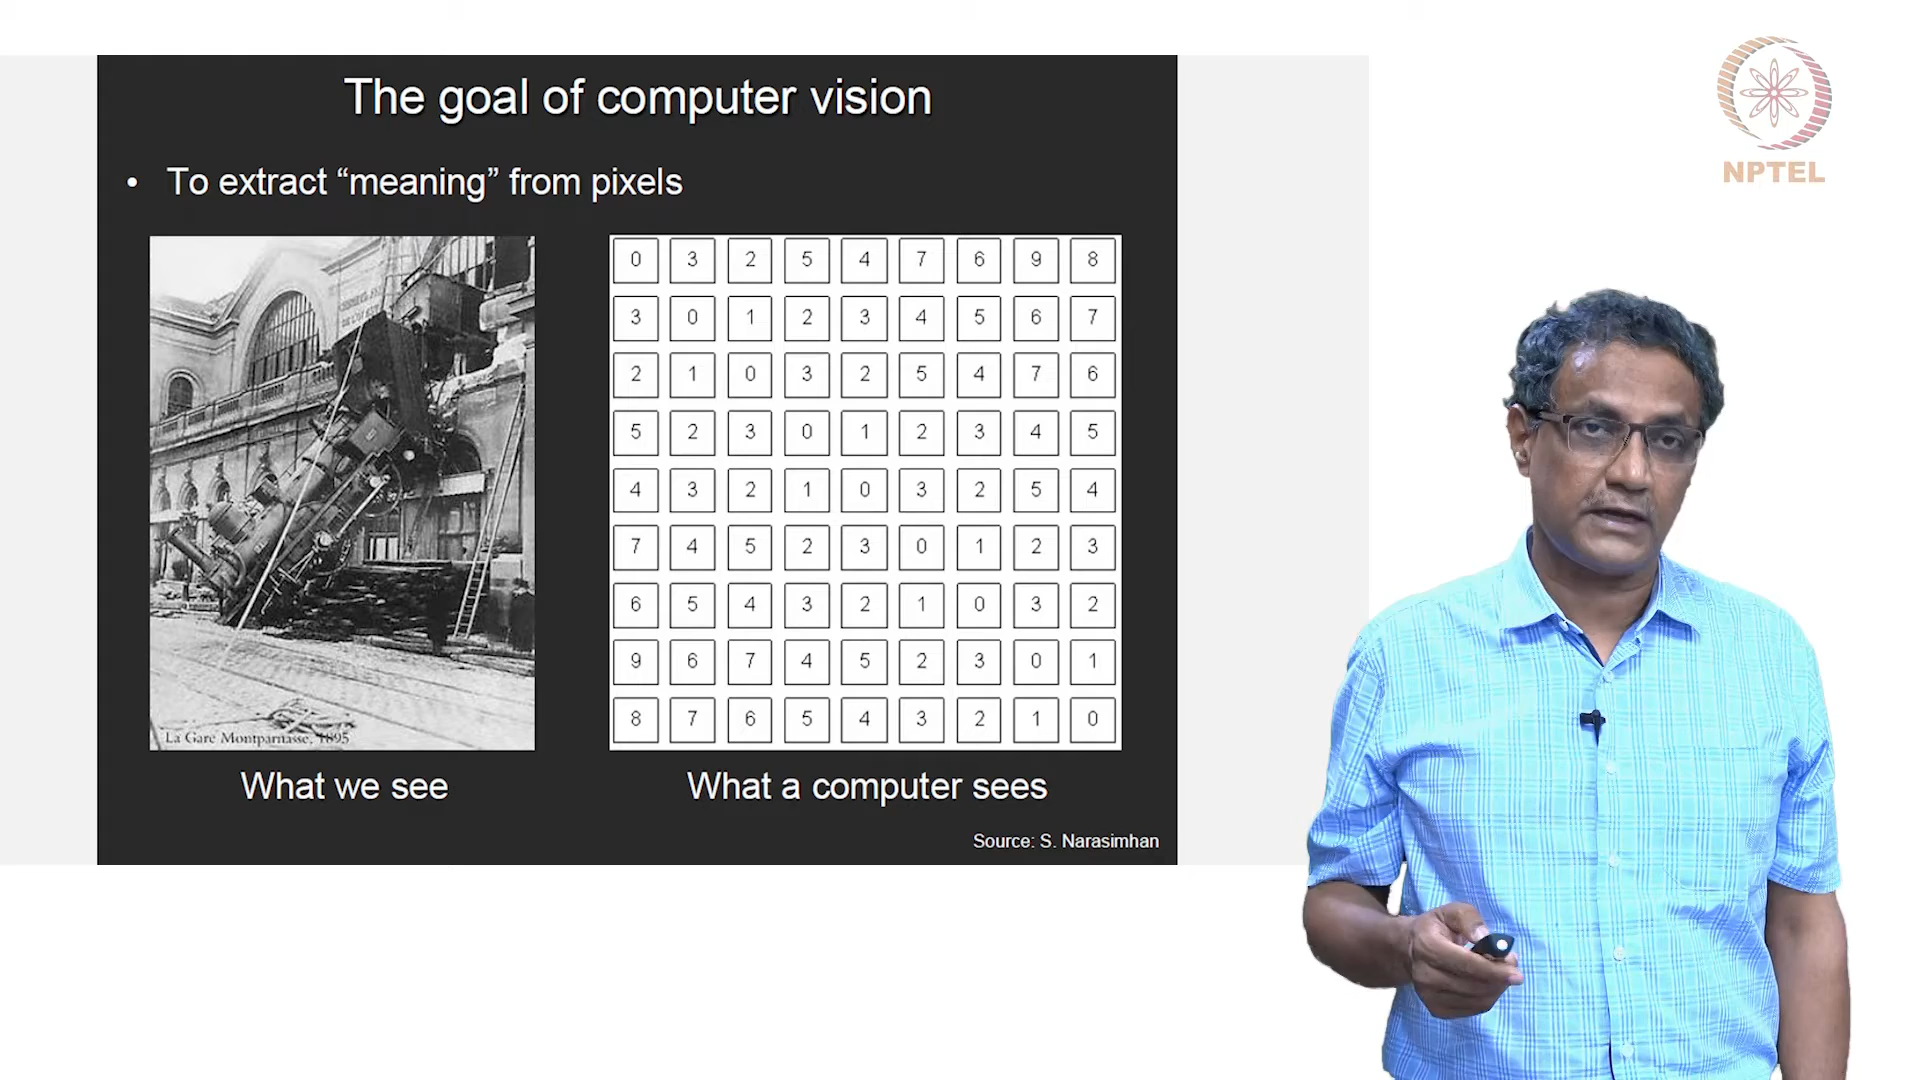 The goal of computer vision
• To extract “meaning” from pixels
0 3 2 5 4 7 6 9 8
3 0 1 2 3 4 5 6 7
2 1 0 3 2 5 4 7 6
5 2 3 0 1 2 3 4 5
4 3 2 1 0 3 2 5 4
7 4 5 2 3 0 1 2 3
6 5 4 3 2 1 0 3 2
9 6 7 4 5 2 3 0 1
8 7 6 5 4 3 2 1 0
La Gare Montparnasse, 1895
What we see
What a computer sees
Source: S. Narasimhan
NPTEL